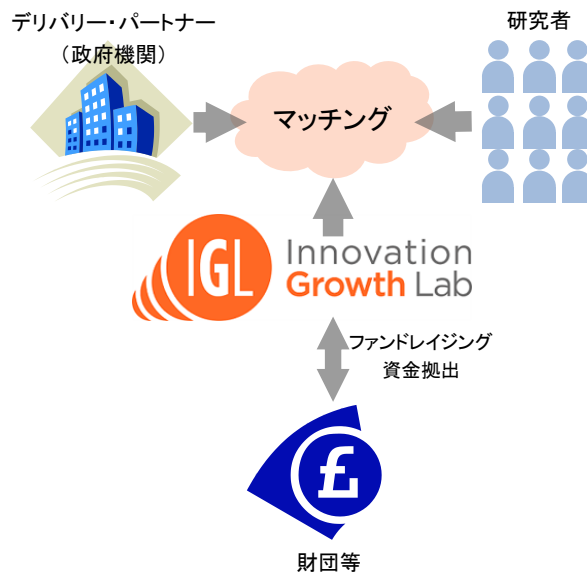 デリバリー・パートナー
（政府機関）
研究者
マッチング
IGL
Innovation
Growth Lab
ファンドレイジング
資金拠出
£
財団等